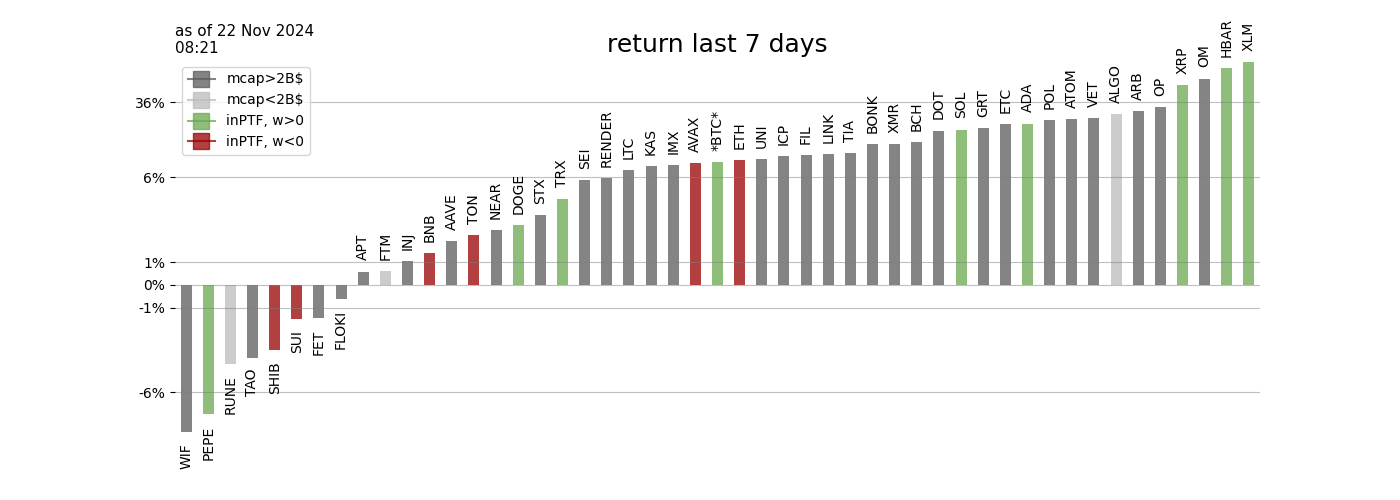 as of 22 Nov 2024
08:21
return last 7 days
mcap>2B$
mcap<2B$
inPTF, w>0
inPTF, w<0
36%
6%
1%
0%
-1%
-6%
WIF
PEPE
RUNE
TAO
SHIB
SUI
FET
FLOKI
APT
FTM
INJ
BNB
AAVE
TON
NEAR
DOGE
STX
TRX
SEI
RENDER
LTC
KAS
IMX
AVAX
*BTC*
ETH
UNI
ICP
FIL
LINK
TIA
BONK
XMR
BCH
DOT
SOL
GRT
ETC
ADA
POL
ATOM
VET
ALGO
ARB
OP
XRP
OM
HBAR
XLM